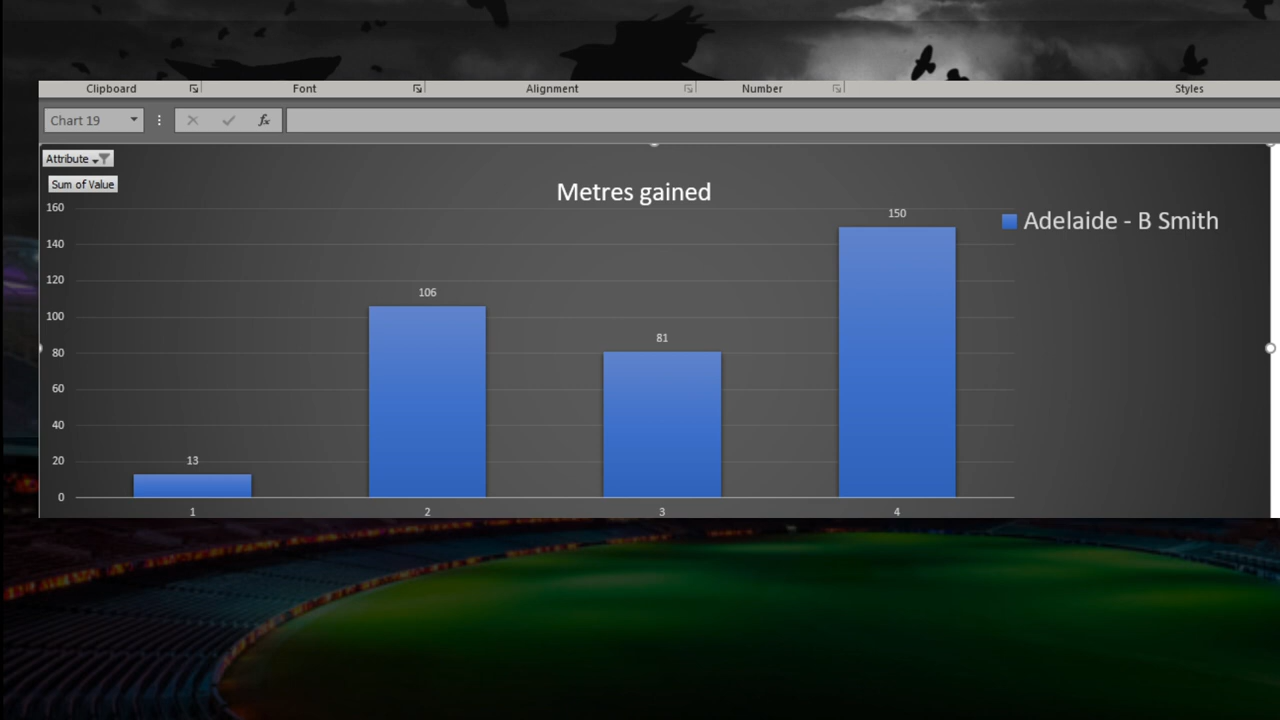 Clipboard Font Alignment Number Styles
Chart 19 fx
Attribute
Sum of Value
Metres gained
Adelaide - B Smith
160
140
120
100
80
60
40
20
0
13
106
81
150
1 2 3 4